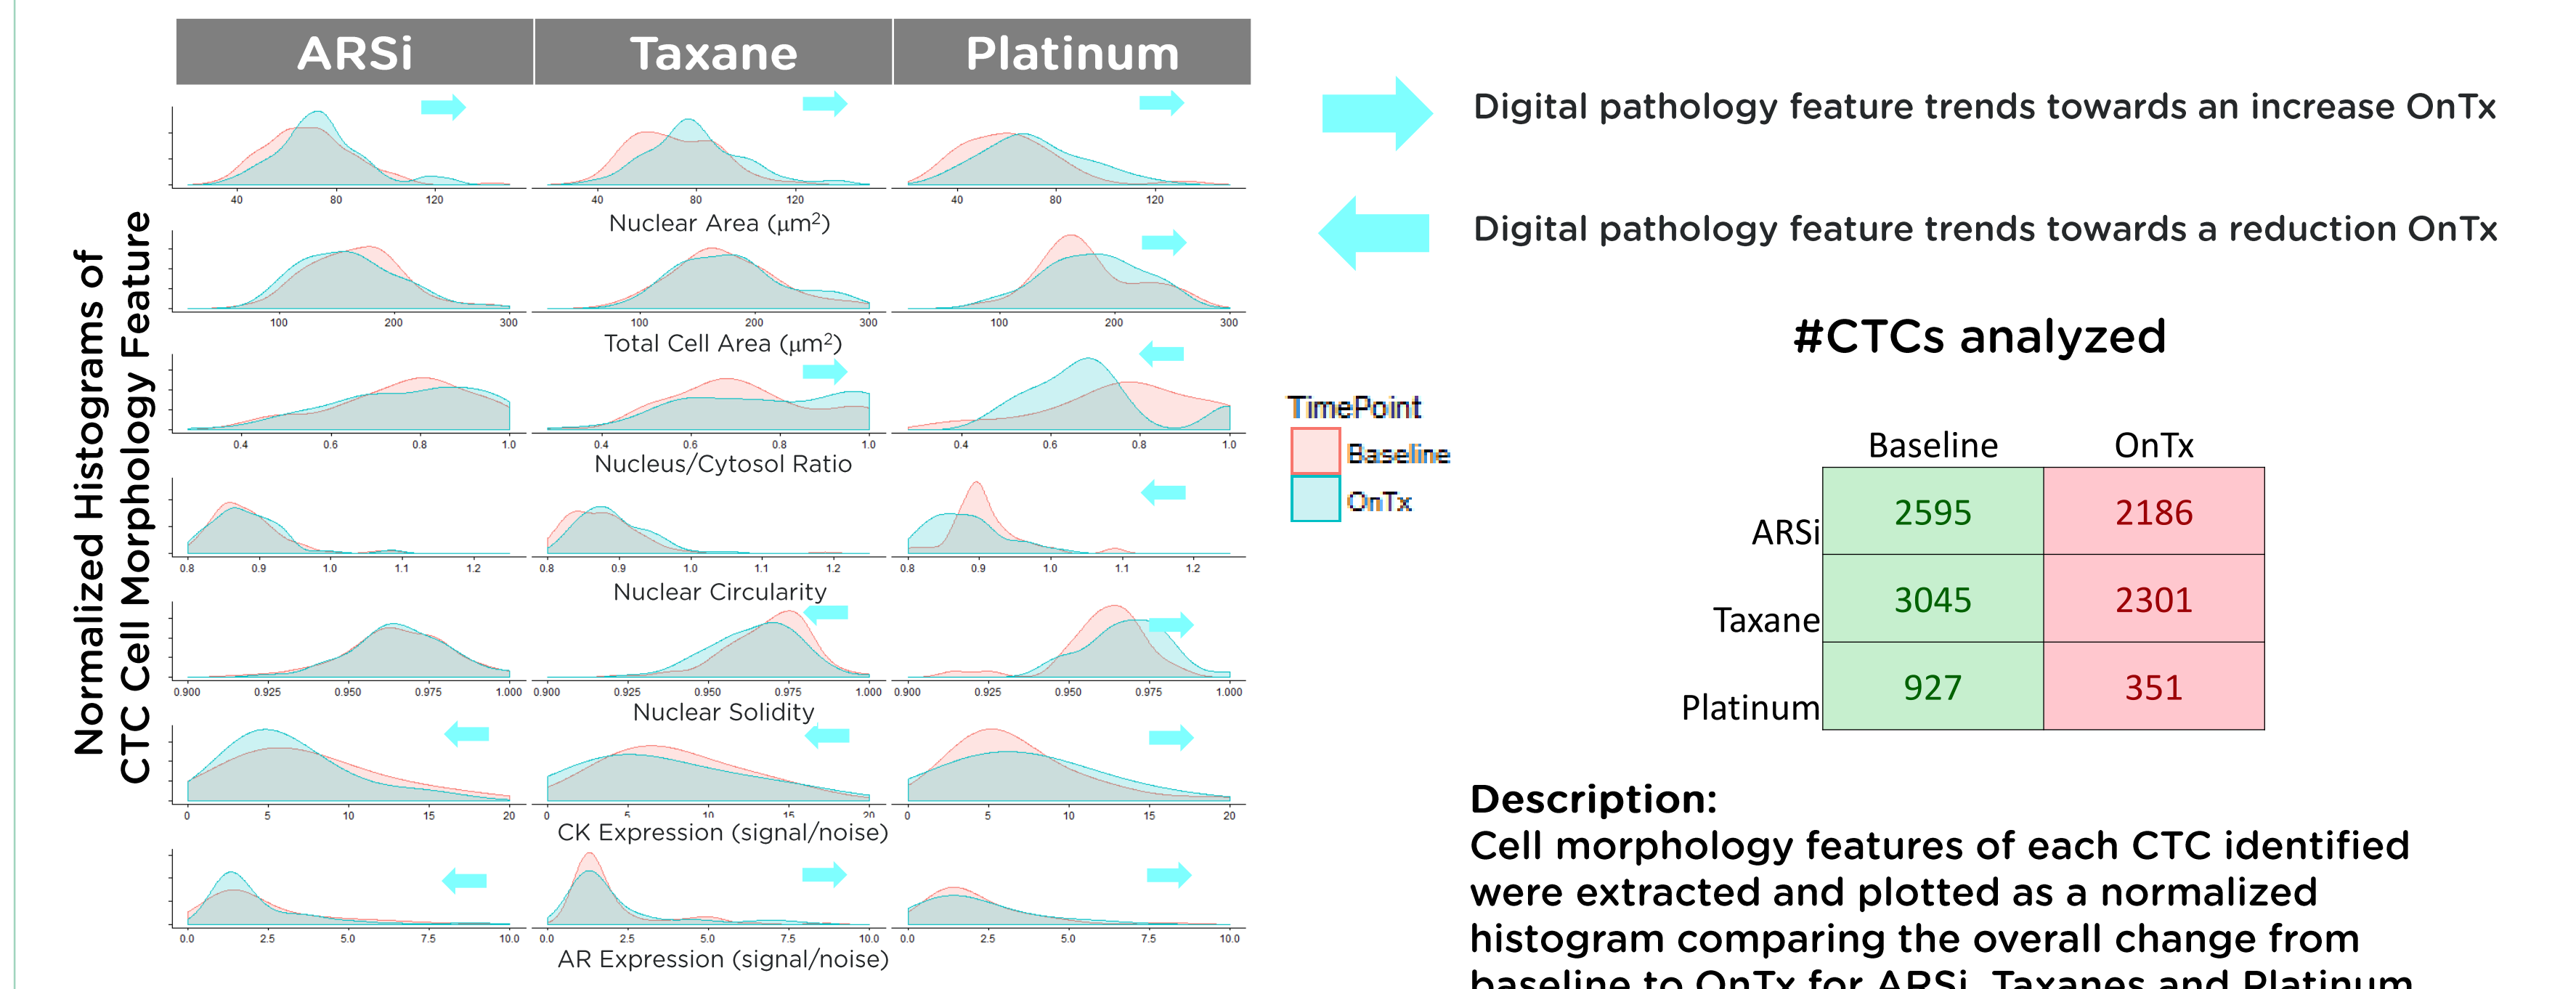 ARSi Taxane Platinum
Normalized Histograms of
CTC Cell Morphology Feature
40 80 120 40 80 120 40 80 120
Nuclear Area (μm²)
100 200 300 100 200 300 100 200 300
Total Cell Area (μm²)
0.4 0.6 0.8 1.0 0.4 0.6 0.8 1.0 0.4 0.6 0.8 1.0
Nucleus/Cytosol Ratio
0.8 0.9 1.0 1.1 1.2 0.8 0.9 1.0 1.1 1.2 0.8 0.9 1.0 1.1 1.2
Nuclear Circularity
0.900 0.925 0.950 0.975 1.000 0.900 0.925 0.950 0.975 1.000 0.900 0.925 0.950 0.975 1.000
Nuclear Solidity
0 5 10 15 20 0 5 10 15 20 0 5 10 15 20
CK Expression (signal/noise)
0.0 2.5 5.0 7.5 10.0 0.0 2.5 5.0 7.5 10.0 0.0 2.5 5.0 7.5 10.0
AR Expression (signal/noise)
TimePoint
Baseline
OnTx
Digital pathology feature trends towards an increase OnTx
Digital pathology feature trends towards a reduction OnTx
#CTCs analyzed
Baseline OnTx
ARSi 2595 2186
Taxane 3045 2301
Platinum 927 351
Description:
Cell morphology features of each CTC identified
were extracted and plotted as a normalized
histogram comparing the overall change from
baseline to OnTx for ARSi, Taxanes and Platinum